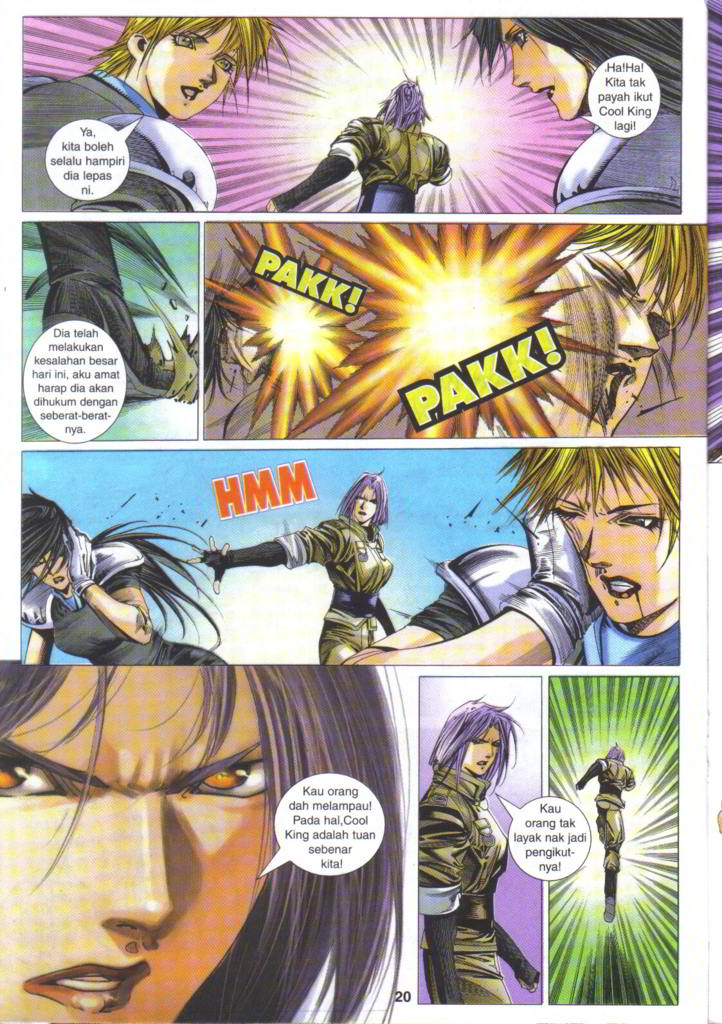 Ya,
kita boleh
selalu hampiri
dia lepas
ni.
Ha!Ha!
Kita tak
payah ikut
Cool King
lagi!
Dia telah
melakukan
kesalahan besar
hari ini, aku amat
harap dia akan
dihukum dengan
seberat-berat-
nya.
PAKK!
PAKK!
HMM
Kau orang
dah melampau!
Pada hal,Cool
King adalah tuan
sebenar
kita!
Kau
orang tak
layak nak jadi
pengikut-
nya!
20